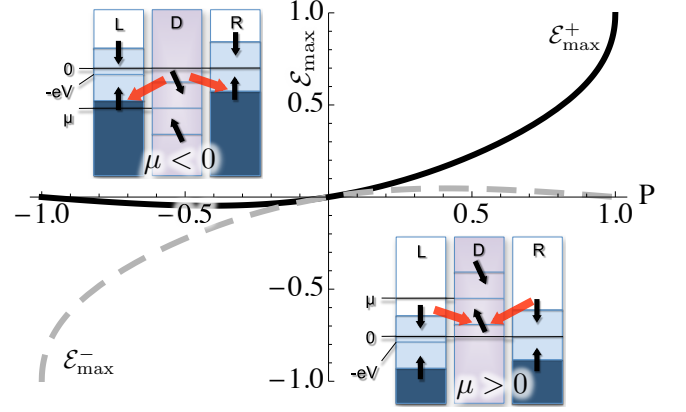 L D R
0
-eV
μ
μ < 0
1.0
0.5
−0.5
−1.0
ℰmax
ℰ⁺max
−1.0 −0.5 0.5 1.0 P
L D R
μ
0
-eV
μ > 0
ℰ⁻max